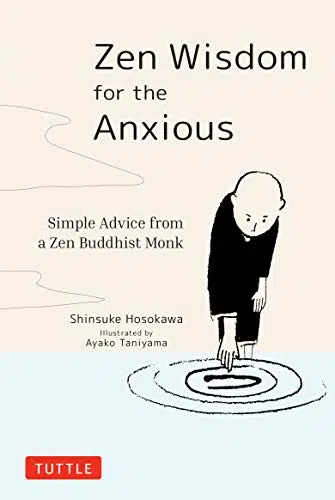 Zen Wisdom
for the
Anxious
Simple Advice from
a Zen Buddhist Monk
Shinsuke Hosokawa
Illustrated by
Ayako Taniyama
TUTTLE